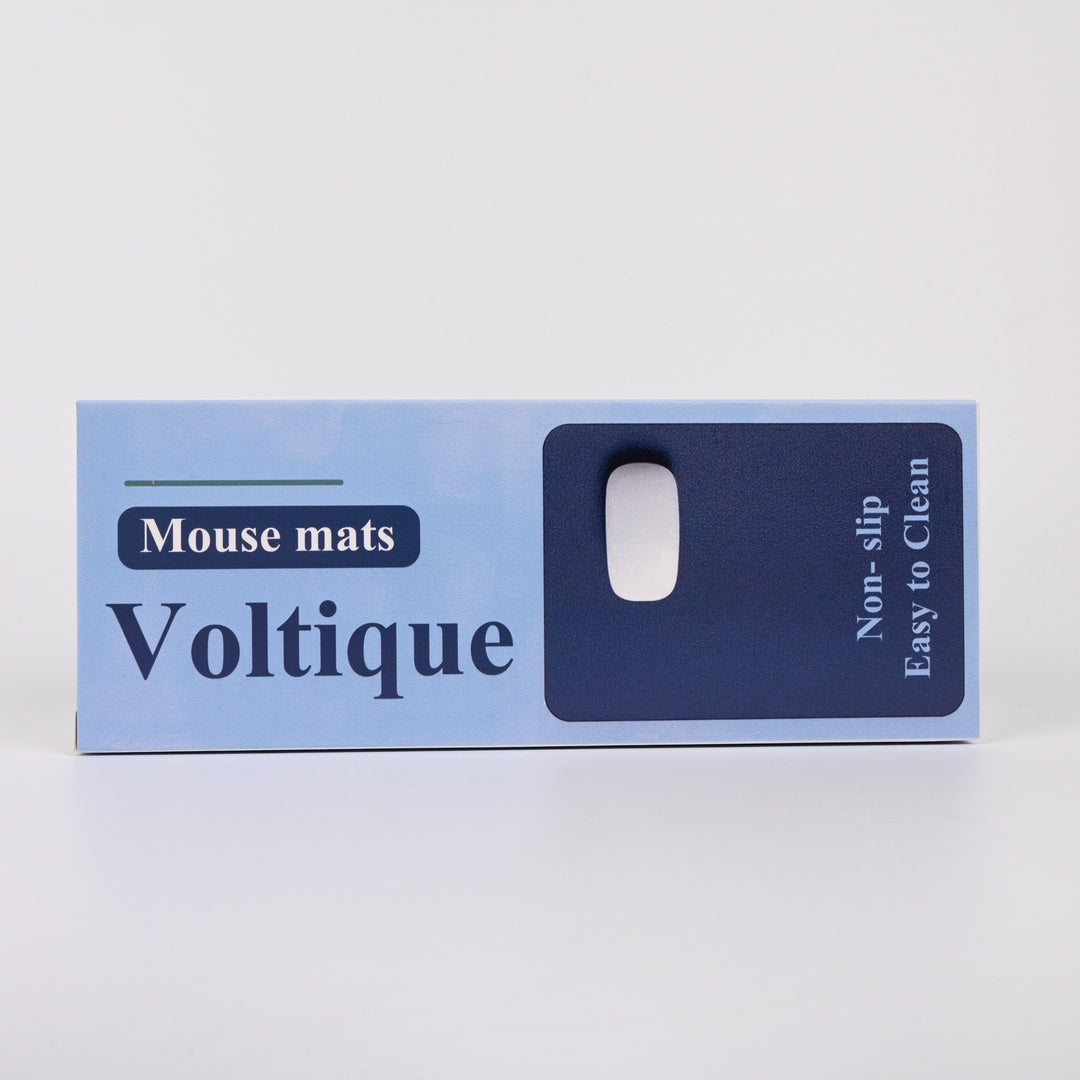 Mouse mats
Voltique
Non- slip
Easy to Clean